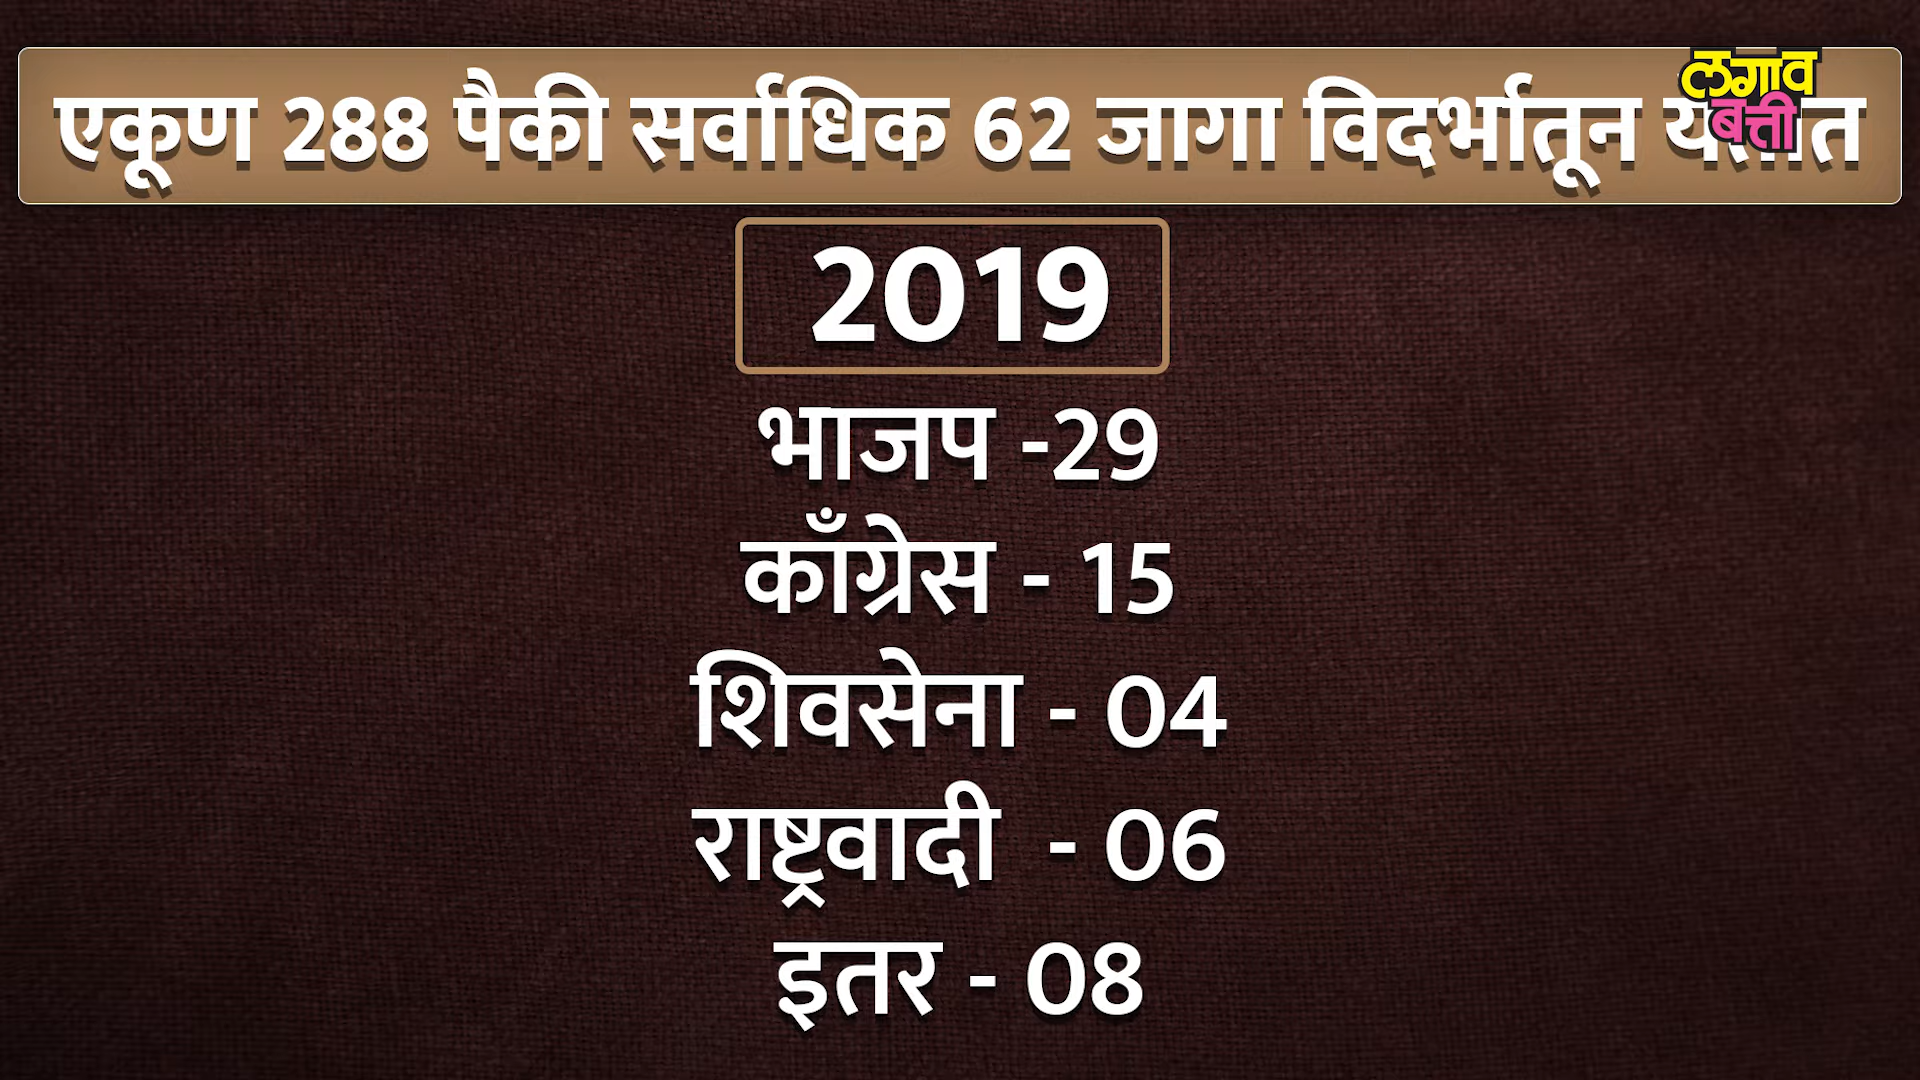 एकूण 288 पैकी सर्वाधिक 62 जागा विदर्भातून
लगाव
बत्ती
2019
भाजप -29
काँग्रेस - 15
शिवसेना - 04
राष्ट्रवादी - 06
इतर - 08